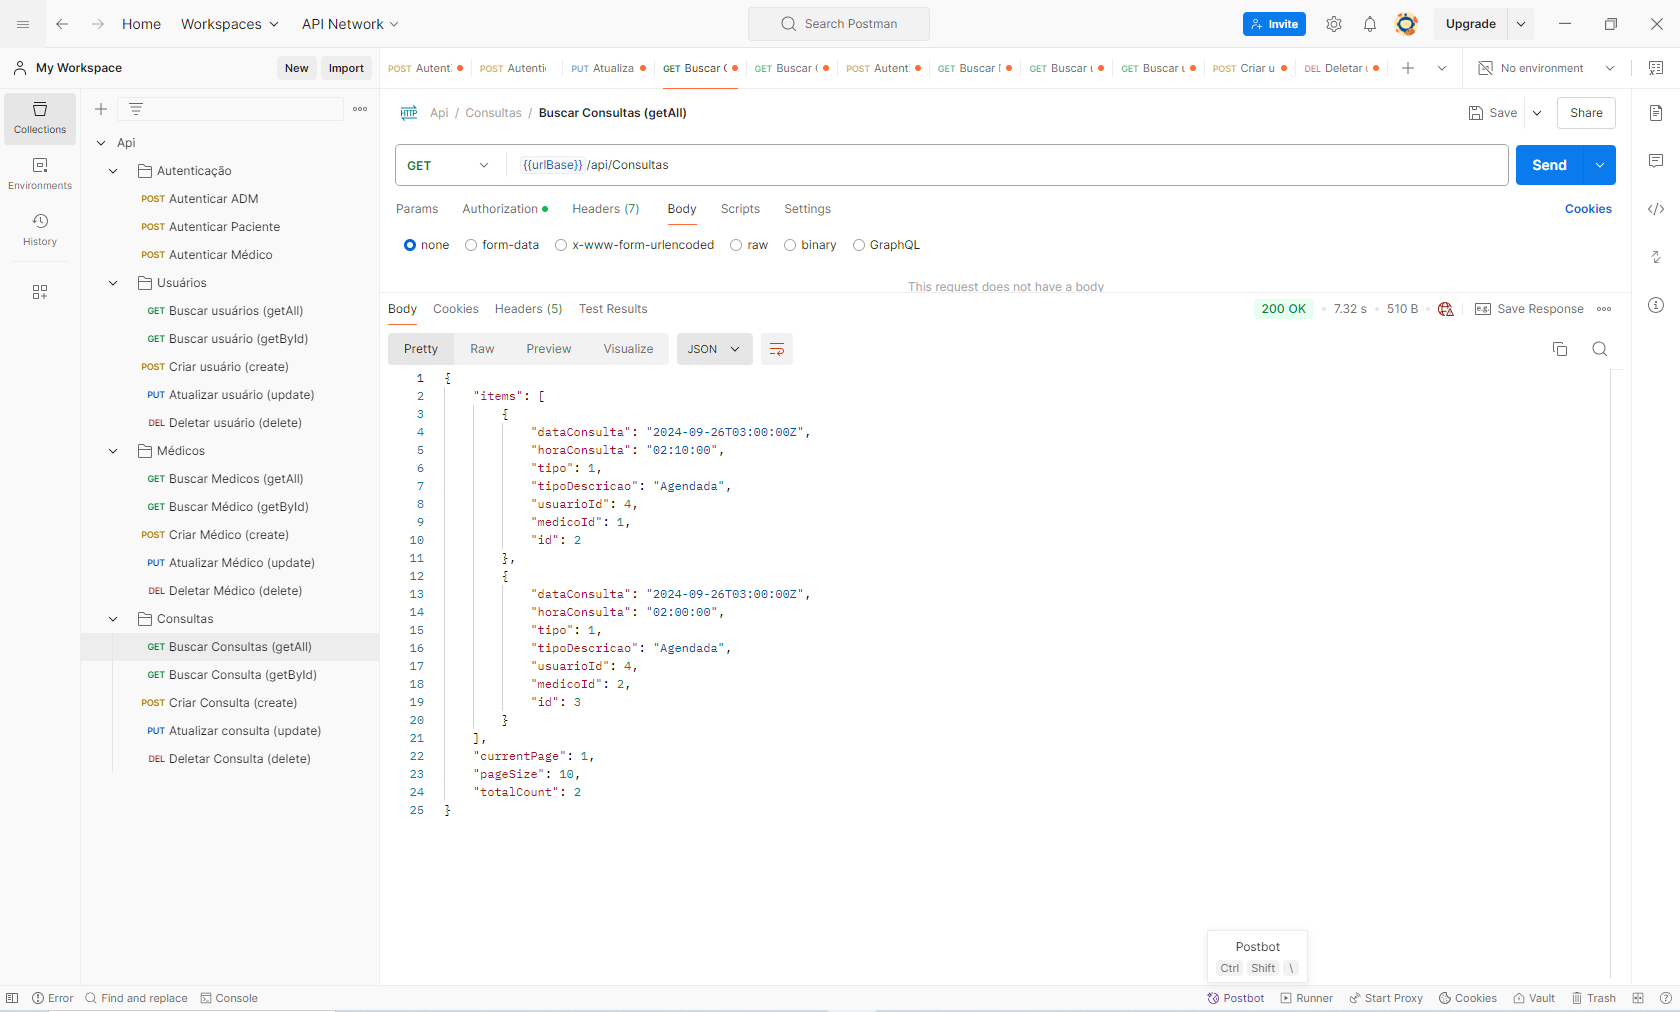 Home Workspaces API Network Search Postman Invite Upgrade
My Workspace New Import
POST Autent POST Autentic PUT Atualiza GET Buscar C GET Buscar C POST Autent GET Buscar GET Buscar u GET Buscar u POST Criar u DEL Deletar u No environment
Collections
Environments
History
Api
Autenticação
POST Autenticar ADM
POST Autenticar Paciente
POST Autenticar Médico
Usuários
GET Buscar usuários (getAll)
GET Buscar usuário (getById)
POST Criar usuário (create)
PUT Atualizar usuário (update)
DEL Deletar usuário (delete)
Médicos
GET Buscar Medicos (getAll)
GET Buscar Médico (getById)
POST Criar Médico (create)
PUT Atualizar Médico (update)
DEL Deletar Médico (delete)
Consultas
GET Buscar Consultas (getAll)
GET Buscar Consulta (getById)
POST Criar Consulta (create)
PUT Atualizar consulta (update)
DEL Deletar Consulta (delete)
HTTP Api / Consultas / Buscar Consultas (getAll) Save Share
GET {{urlBase}} /api/Consultas Send
Params Authorization Headers (7) Body Scripts Settings Cookies
none form-data x-www-form-urlencoded raw binary GraphQL
This request does not have a body
Body Cookies Headers (5) Test Results 200 OK 7.32 s 510 B e.g. Save Response
Pretty Raw Preview Visualize JSON
1 {
2 "items": [
3 {
4 "dataConsulta": "2024-09-26T03:00:00Z",
5 "horaConsulta": "02:10:00",
6 "tipo": 1,
7 "tipoDescricao": "Agendada",
8 "usuarioId": 4,
9 "medicoId": 1,
10 "id": 2
11 },
12 {
13 "dataConsulta": "2024-09-26T03:00:00Z",
14 "horaConsulta": "02:00:00",
15 "tipo": 1,
16 "tipoDescricao": "Agendada",
17 "usuarioId": 4,
18 "medicoId": 2,
19 "id": 3
20 }
21 ],
22 "currentPage": 1,
23 "pageSize": 10,
24 "totalCount": 2
25 }
Postbot
Ctrl Shift \
Error Find and replace Console Postbot Runner Start Proxy Cookies Vault Trash